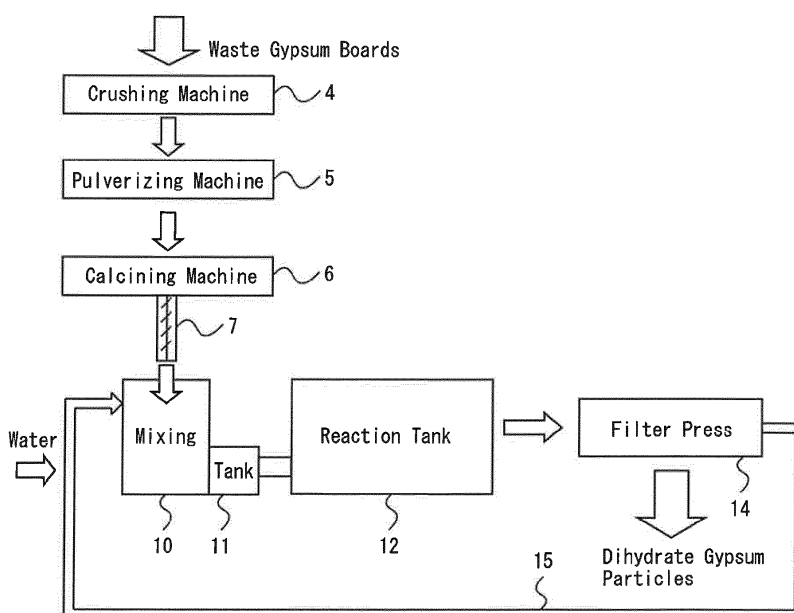 Waste Gypsum Boards
Crushing Machine
4
Pulverizing Machine
5
Calcining Machine
6
7
Water
Mixing
Tank
Reaction Tank
Filter Press
10
11
12
14
Dihydrate Gypsum
Particles
15